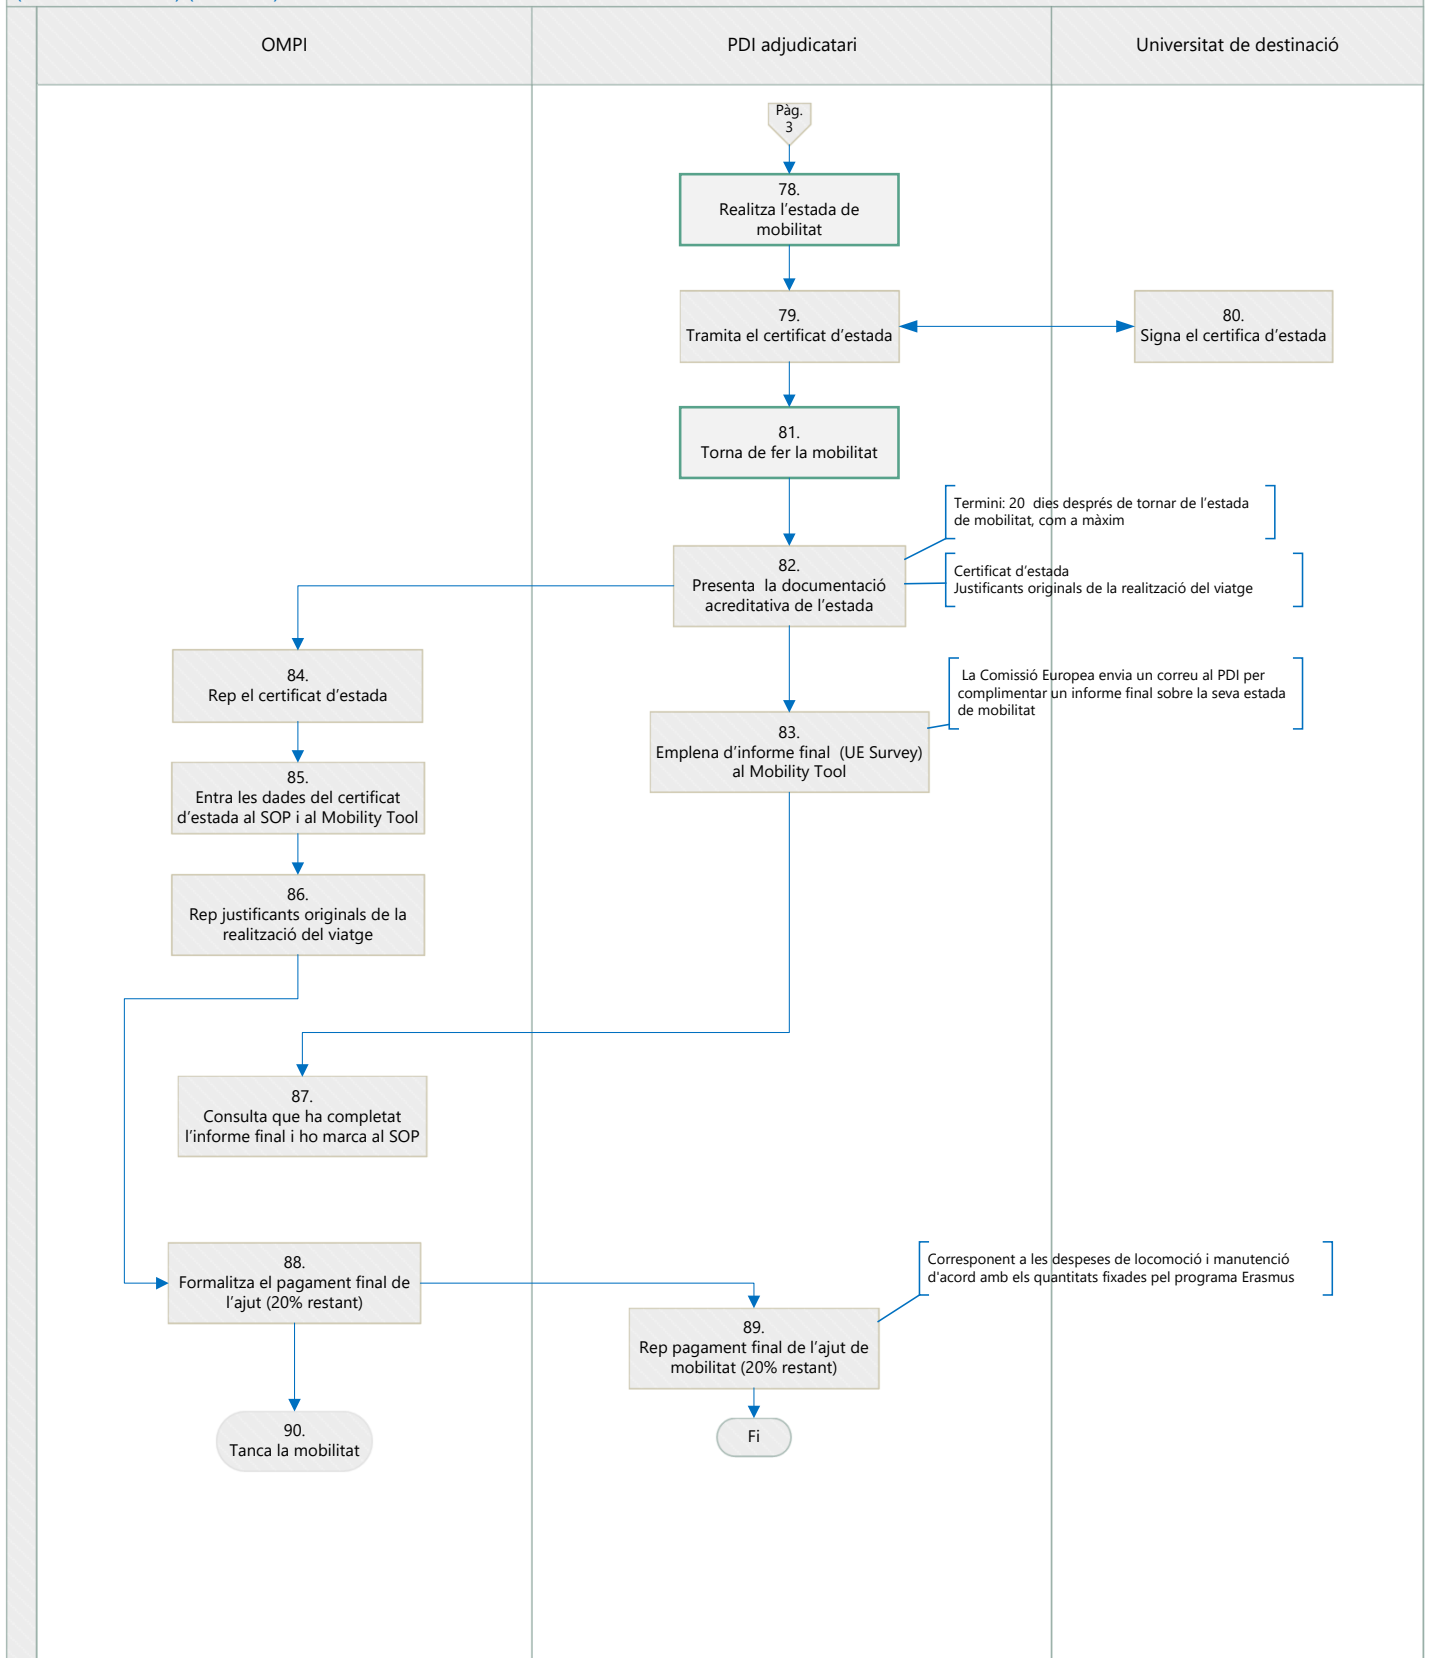 OMPI
PDI adjudicatari
Universitat de destinació
Pàg.
3
78.
Realitza l’estada de
mobilitat
79.
Tramita el certificat d’estada
80.
Signa el certifica d’estada
81.
Torna de fer la mobilitat
Termini: 20  dies després de tornar de l’estada
de mobilitat, com a màxim
82.
Presenta  la documentació
acreditativa de l’estada
Certificat d’estada
Justificants originals de la realització del viatge
84.
Rep el certificat d’estada
La Comissió Europea envia un correu al PDI per
complimentar un informe final sobre la seva estada
de mobilitat
83.
Emplena d’informe final  (UE Survey)
al Mobility Tool
85.
Entra les dades del certificat
d’estada al SOP i al Mobility Tool
86.
Rep justificants originals de la
realització del viatge
87.
Consulta que ha completat
l’informe final i ho marca al SOP
88.
Formalitza el pagament final de
l’ajut (20% restant)
Corresponent a les despeses de locomoció i manutenció
d'acord amb els quantitats fixades pel programa Erasmus
89.
Rep pagament final de l’ajut de
mobilitat (20% restant)
90.
Tanca la mobilitat
Fi